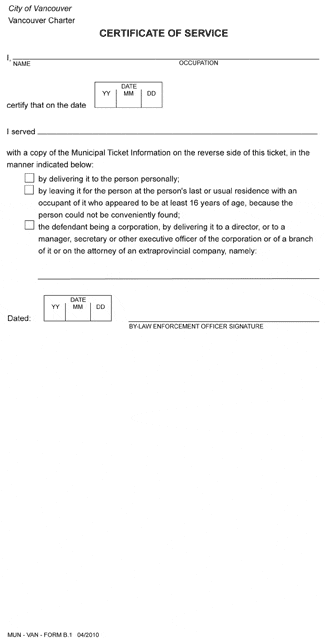 City of Vancouver
Vancouver Charter
CERTIFICATE OF SERVICE
I,
NAME OCCUPATION
DATE
YY MM DD
certify that on the date
I served
with a copy of the Municipal Ticket Information on the reverse side of this ticket, in the
manner indicated below:
by delivering it to the person personally;
by leaving it for the person at the person's last or usual residence with an
occupant of it who appeared to be at least 16 years of age, because the
person could not be conveniently found;
the defendant being a corporation, by delivering it to a director, or to a
manager, secretary or other executive officer of the corporation or of a branch
of it or on the attorney of an extraprovincial company, namely:
DATE
YY MM DD
Dated:
BY-LAW ENFORCEMENT OFFICER SIGNATURE
MUN - VAN - FORM B.1 04/2010